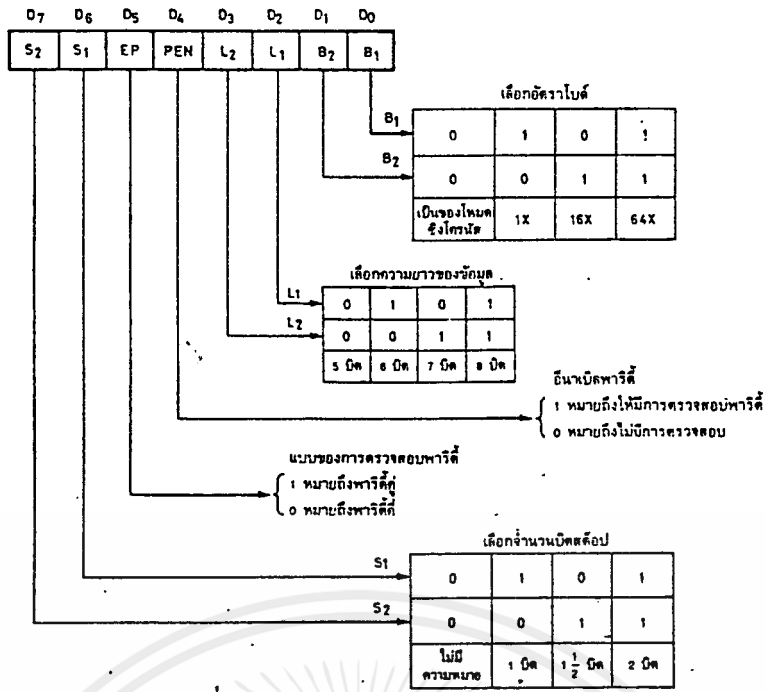 D7 D6 D5 D4 D3 D2 D1 D0
S2 S1 EP PEN L2 L1 B2 B1
เลือกอัตราโบด์
B1 0 1 0 1
B2 0 0 1 1
เป็นของโหมดซิงโครนัส 1X 16X 64X
เลือกความยาวของข้อมูล
L1 0 1 0 1
L2 0 0 1 1
5 บิต 6 บิต 7 บิต 8 บิต
อีนาเบิลพาริตี้
1 หมายถึงให้มีการตรวจสอบพาริตี้
0 หมายถึงไม่มีการตรวจสอบ
แบบของการตรวจสอบพาริตี้
1 หมายถึงพาริตี้คู่
0 หมายถึงพาริตี้คี่
เลือกจำนวนบิตสต๊อป
S1 0 1 0 1
S2 0 0 1 1
ไม่มีความหมาย 1 บิต 1 1/2 บิต 2 บิต